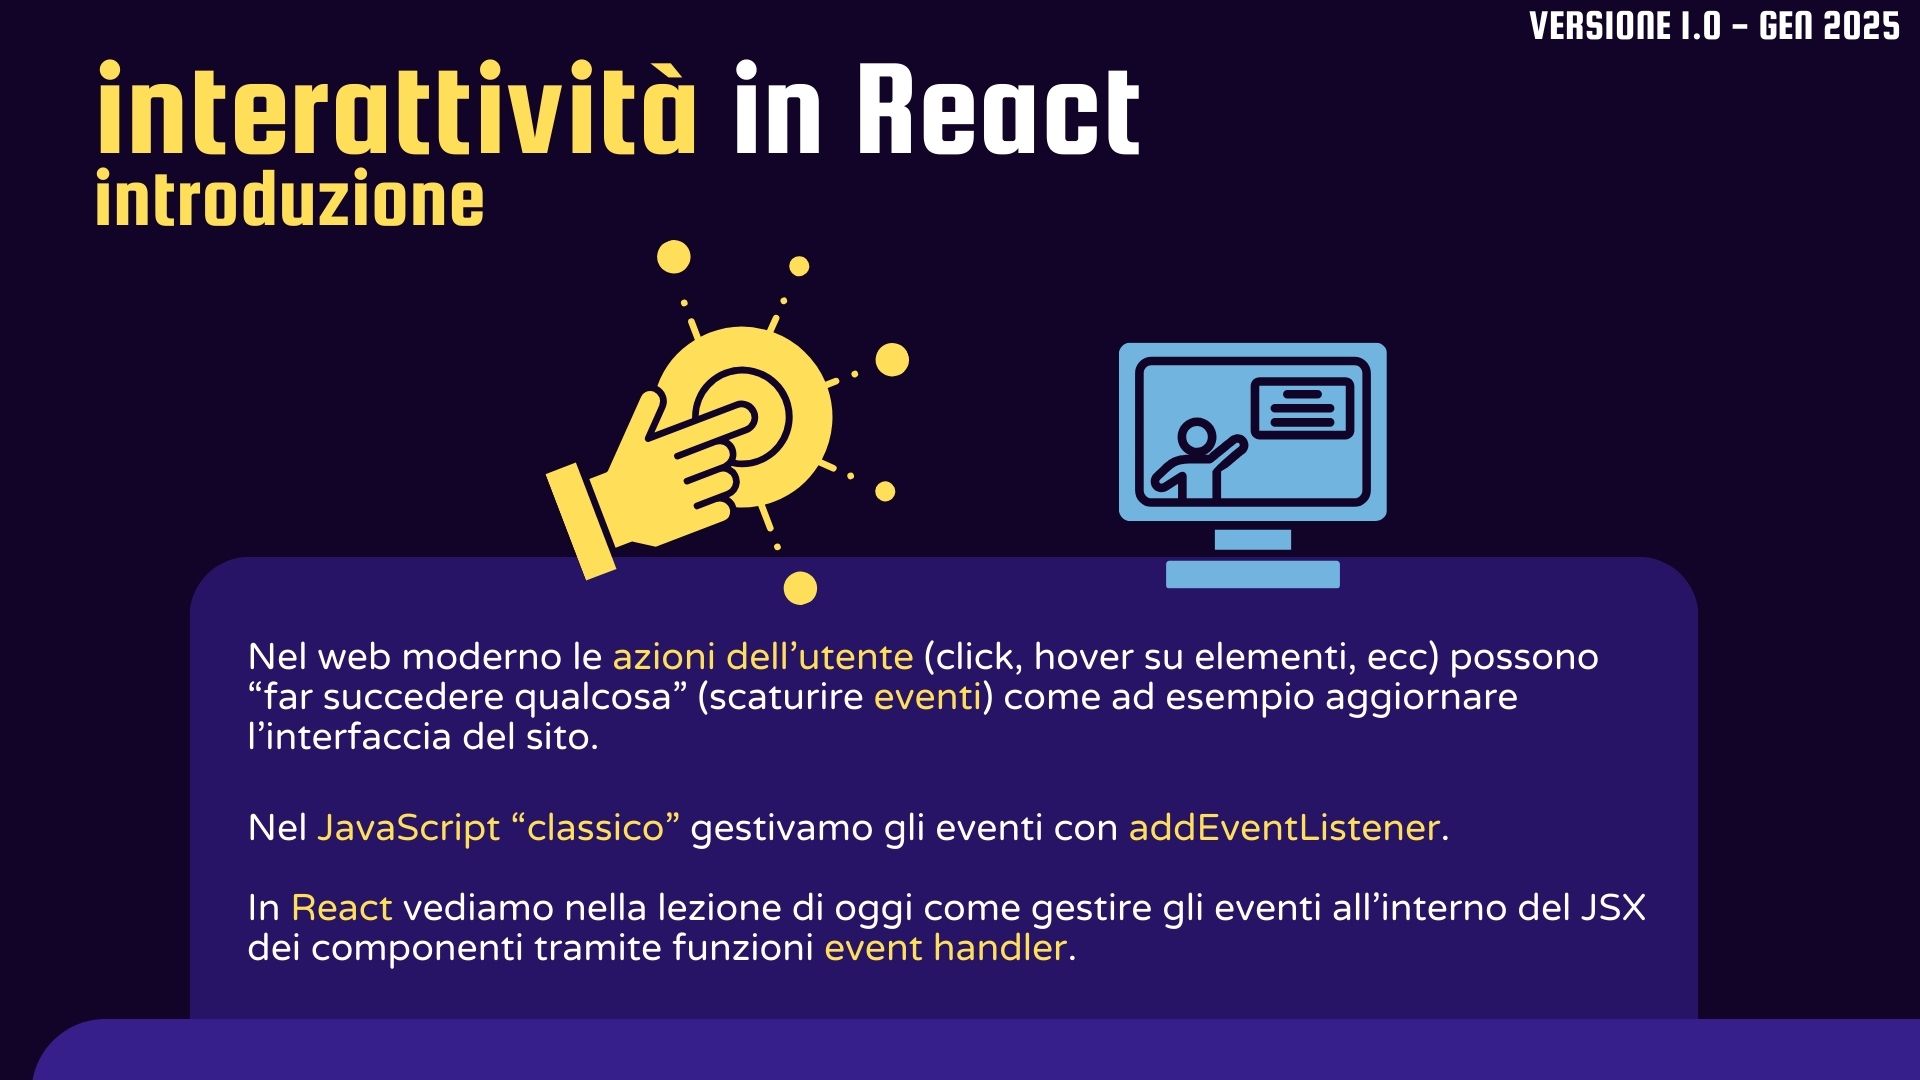 VERSIONE 1.0 - GEN 2025
interattività in React
introduzione
Nel web moderno le azioni dell’utente (click, hover su elementi, ecc) possono
“far succedere qualcosa” (scaturire eventi) come ad esempio aggiornare
l’interfaccia del sito.
Nel JavaScript “classico” gestivamo gli eventi con addEventListener.
In React vediamo nella lezione di oggi come gestire gli eventi all’interno del JSX
dei componenti tramite funzioni event handler.